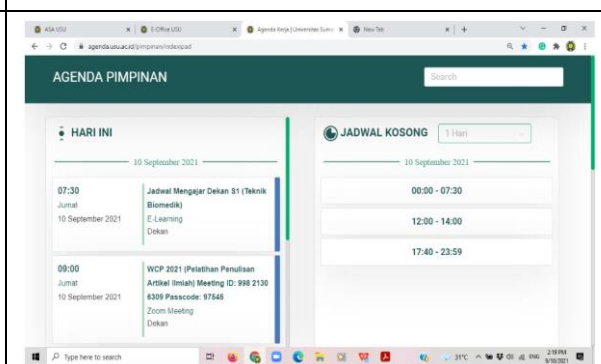 ASA USU
E-Office USU
Agenda Kerja | Universitas Suma
New Tab
agenda.usu.ac.id/pimpinan/indexipad
AGENDA PIMPINAN
Search
HARI INI
10 September 2021
07:30
Jumat
10 September 2021
Jadwal Mengajar Dekan S1 (Teknik
Biomedik)
E-Learning
Dekan
09:00
Jumat
10 September 2021
WCP 2021 (Pelatihan Penulisan
Artikel Ilmiah) Meeting ID: 998 2130
6309 Passcode: 97545
Zoom Meeting
Dekan
JADWAL KOSONG
1 Hari
10 September 2021
00:00 - 07:30
12:00 - 14:00
17:40 - 23:59
Type here to search
31°C
ENG
2:19 PM
9/10/2021